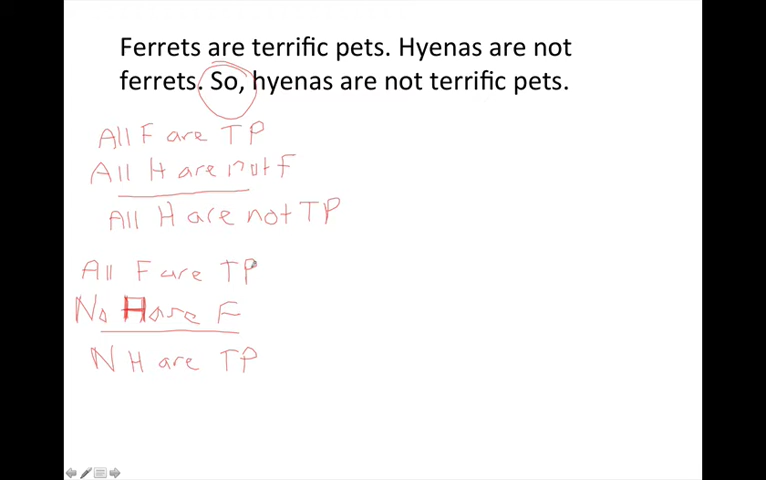 Ferrets are terrific pets. Hyenas are not
ferrets. So, hyenas are not terrific pets.
All F are TP
All H are not F
All H are not TP
All F are TP
No H are F
N H are TP